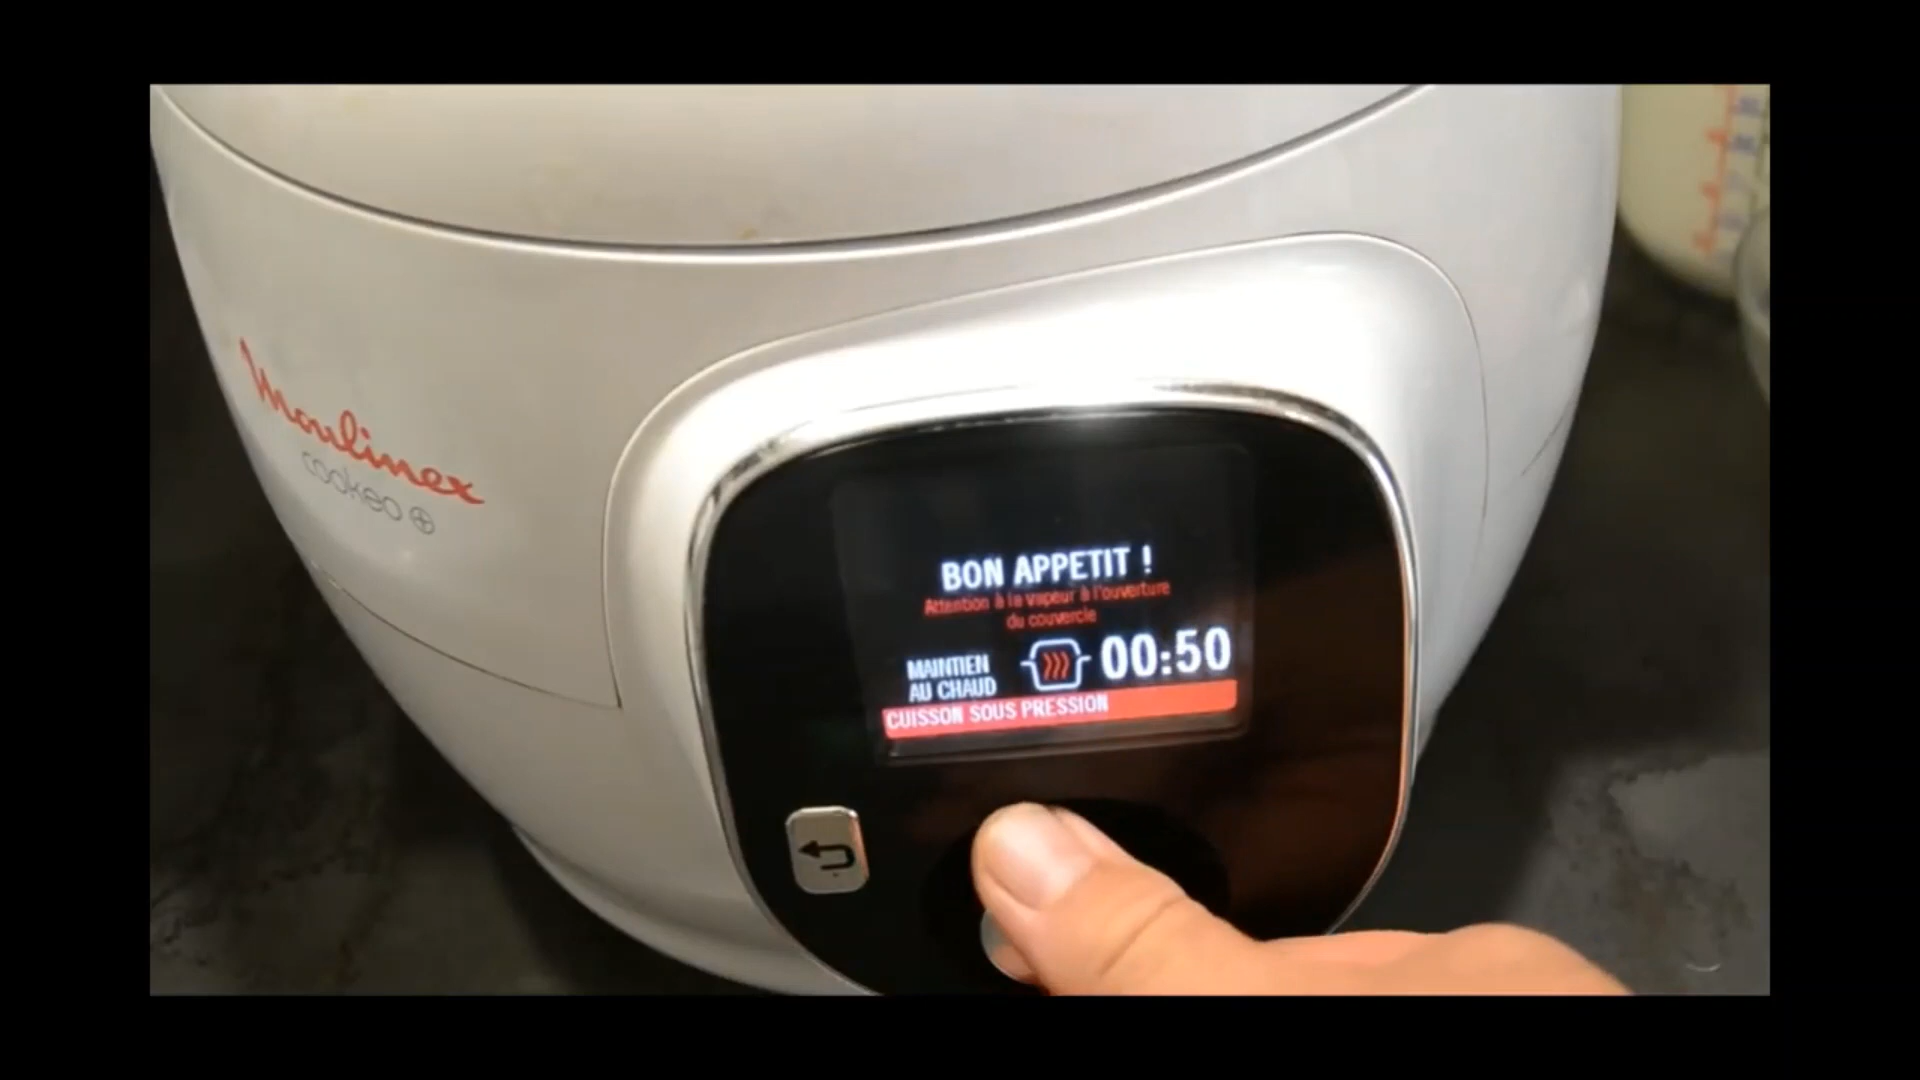 Moulinex
cookeo
BON APPETIT !
Attention à la vapeur à l'ouverture
du couvercle
MAINTIEN
AU CHAUD
00:50
CUISSON SOUS PRESSION